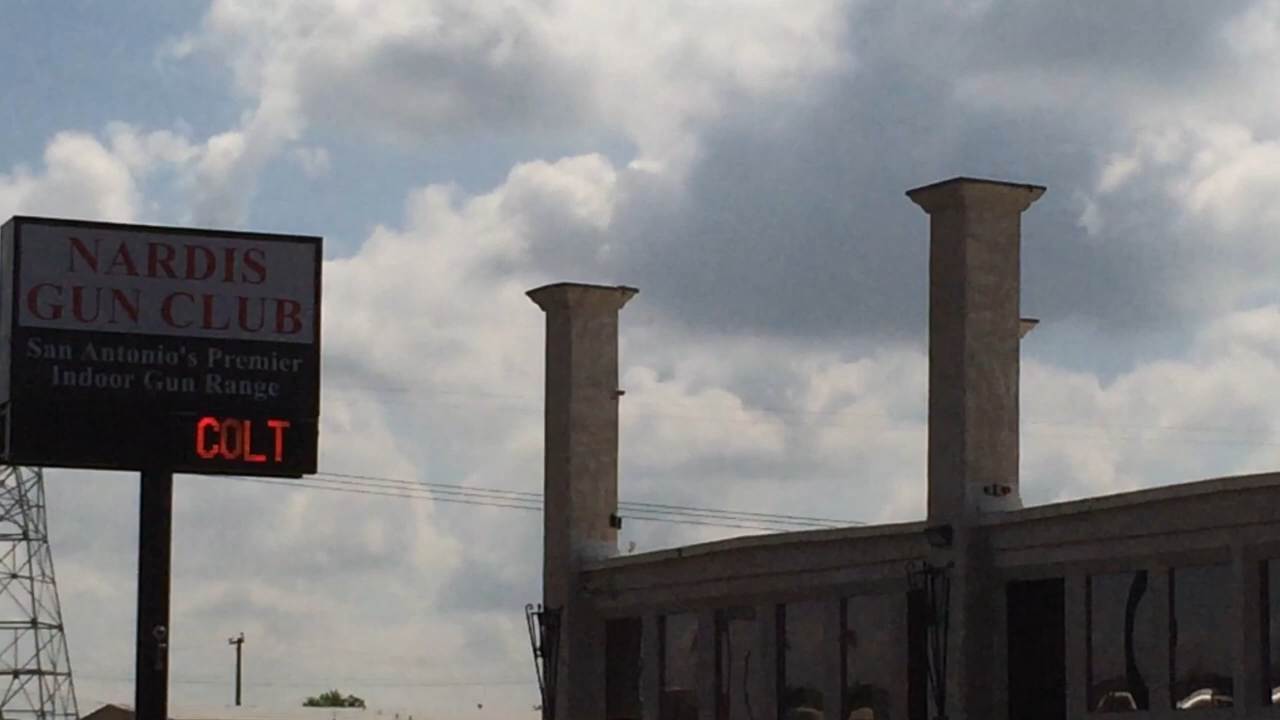 NARDIS
GUN CLUB
San Antonio's Premier
Indoor Gun Range
COLT